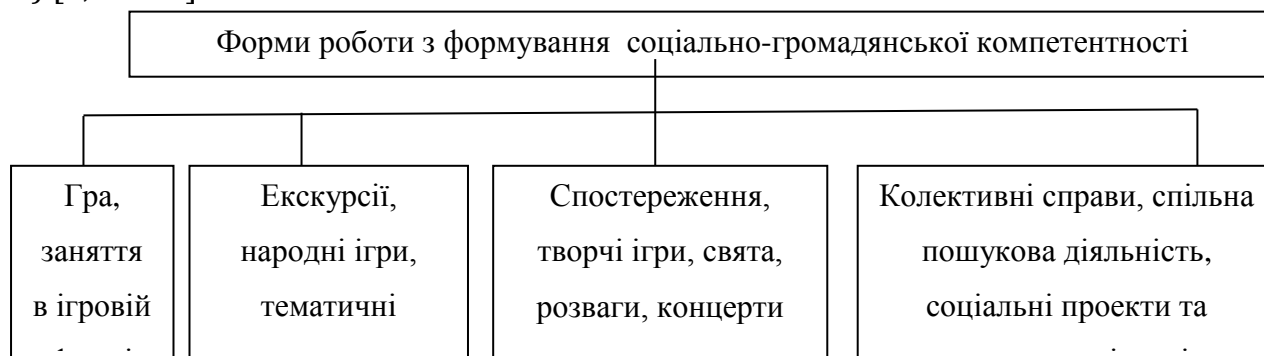 Форми роботи з формування соціально-громадянської компетентності
Гра,
заняття
в ігровій
Екскурсії,
народні ігри,
тематичні
Спостереження,
творчі ігри, свята,
розваги, концерти
Колективні справи, спільна
пошукова діяльність,
соціальні проекти та